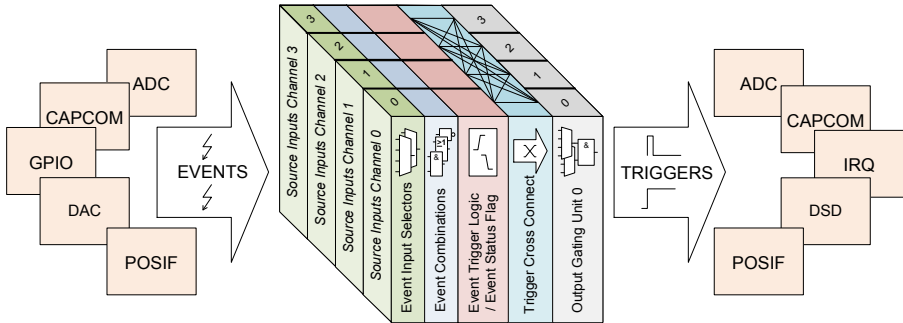 ADC
CAPCOM
GPIO
DAC
POSIF
EVENTS
Source Inputs Channel 3
Source Inputs Channel 2
Source Inputs Channel 1
Source Inputs Channel 0
3
2
1
0
3
2
1
0
Event Input Selectors
&
≥1
Event Combinations
Event Trigger Logic
/ Event Status Flag
X
Trigger Cross Connect
&
Output Gating Unit 0
TRIGGERS
ADC
CAPCOM
IRQ
DSD
POSIF